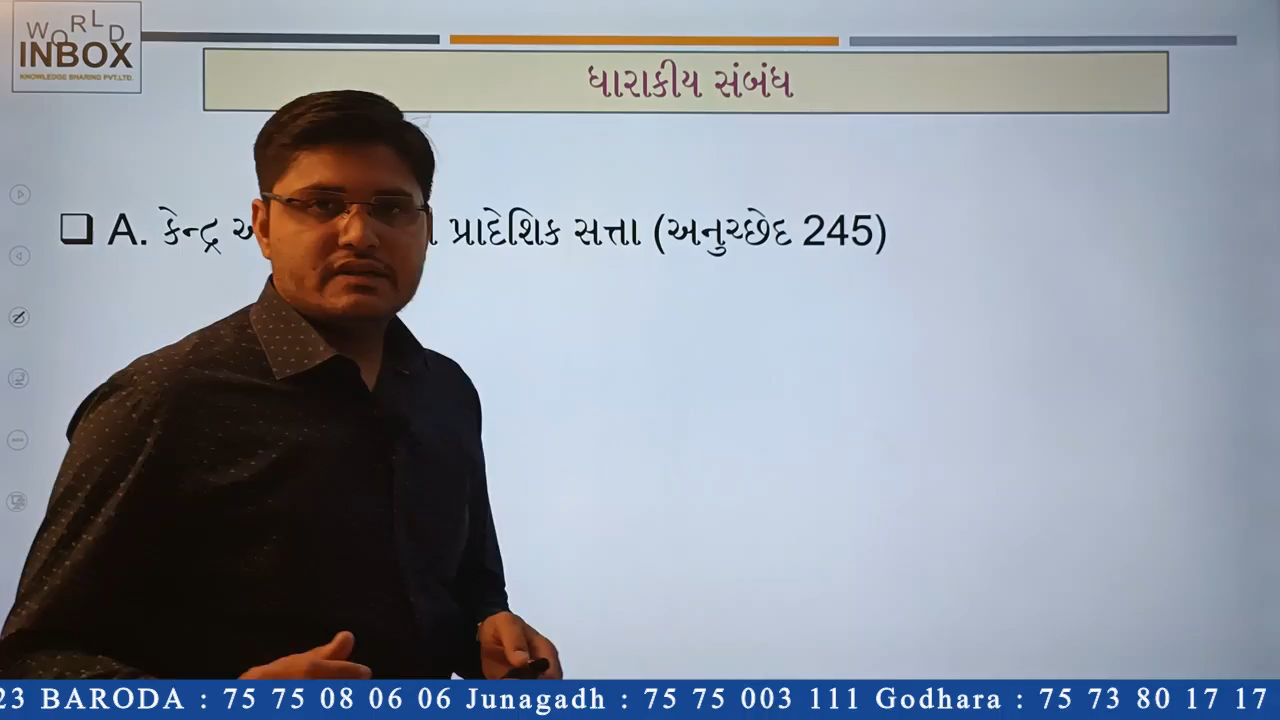 WORLD
INBOX
KNOWLEDGE SHARING PVT.LTD.
ધારાકીય સંબંધ
A. કેન્દ્ર પ્રાદેશિક સત્તા (અનુચ્છેદ 245)
23 BARODA : 75 75 08 06 06 Junagadh : 75 75 003 111 Godhara : 75 73 80 17 17